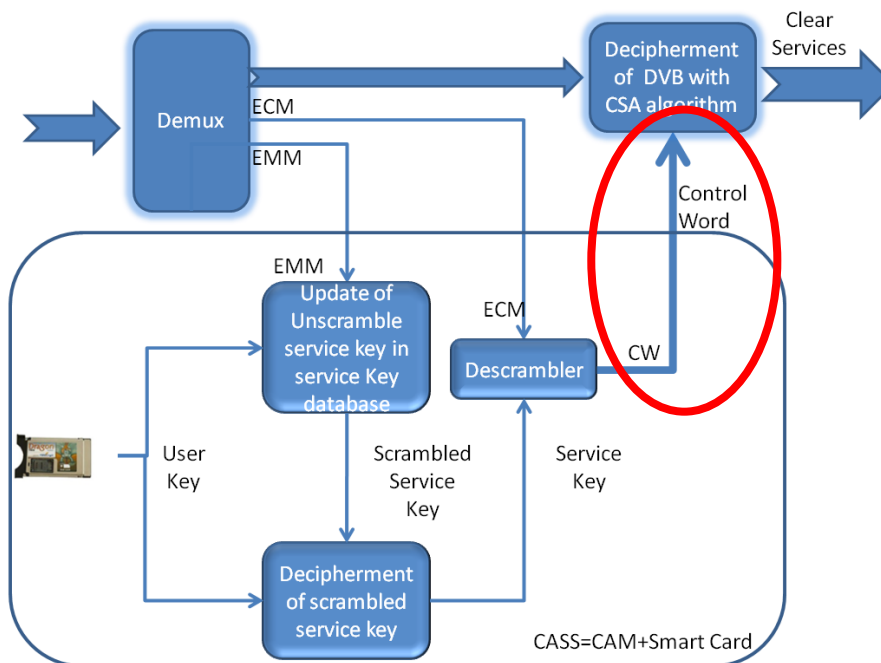 Clear
Services
Decipherment
of DVB with
CSA algorithm
Demux
ECM
EMM
Control
Word
EMM
Update of
Unscramble
service key in
service Key
database
ECM
Descrambler
CW
User
Key
Scrambled
Service
Key
Service
Key
Decipherment
of scrambled
service key
CASS=CAM+Smart Card